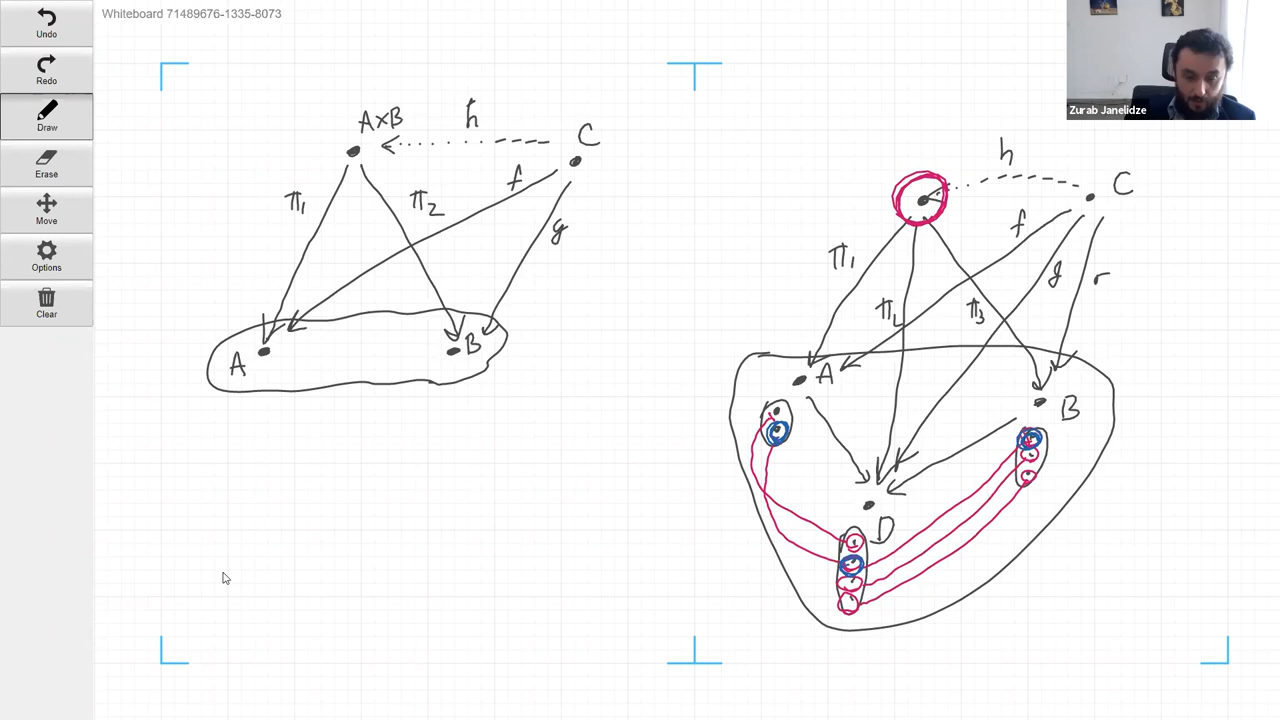 Whiteboard 71489676-1335-8073
Undo
Redo
Draw
Erase
Move
Options
Clear
Zurab Janelidze
A×B
h
C
π₁
π₂
f
g
A
B
h
C
π₁
π₂
π₃
f
g
r
A
B
D